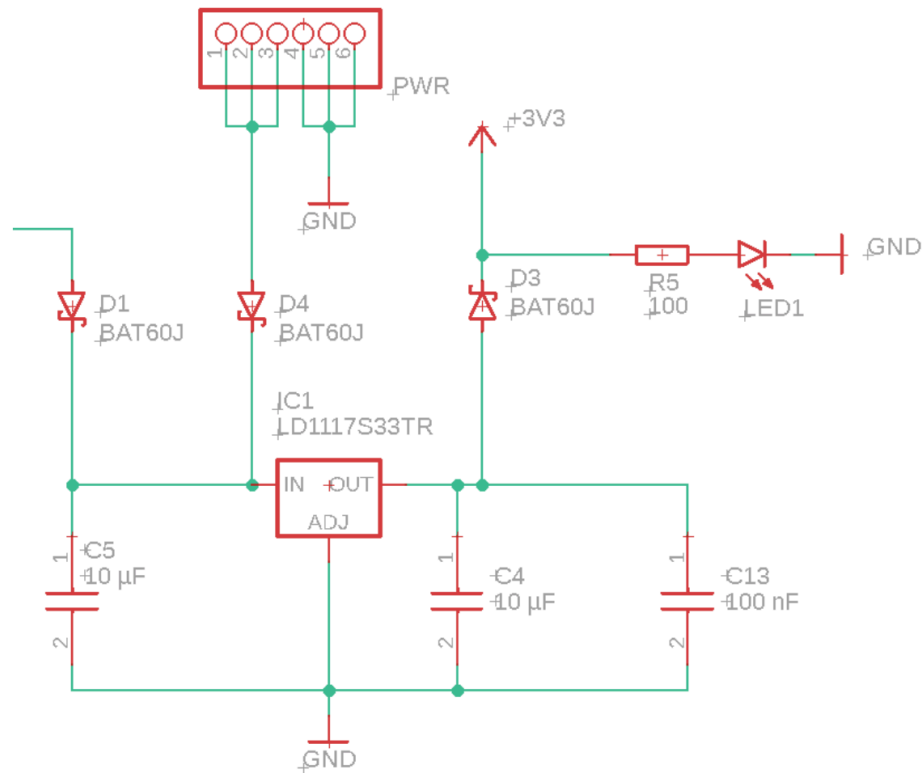 1 2 3 4 5 6
PWR
+3V3
GND
GND
D1
BAT60J
D4
BAT60J
D3
BAT60J
R5
100
LED1
IC1
LD1117S33TR
IN OUT
ADJ
1
C5
10 µF
2
1
C4
10 µF
2
1
C13
100 nF
2
GND